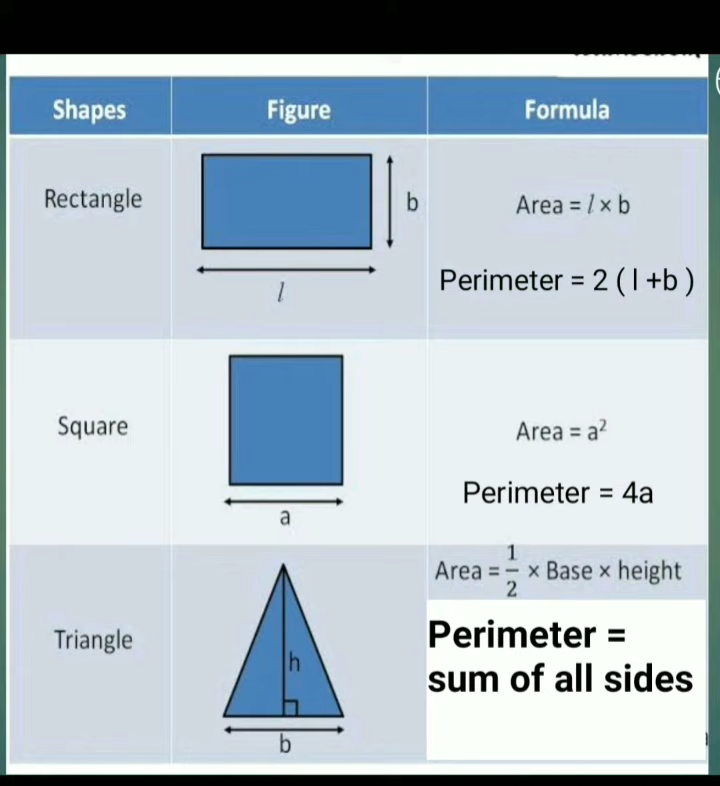 Shapes Figure Formula
Rectangle
b
Area = l × b
l
Perimeter = 2 ( l +b )
Square
Area = a²
a
Perimeter = 4a
Triangle
h
b
Area = 1/2 × Base × height
Perimeter =
sum of all sides